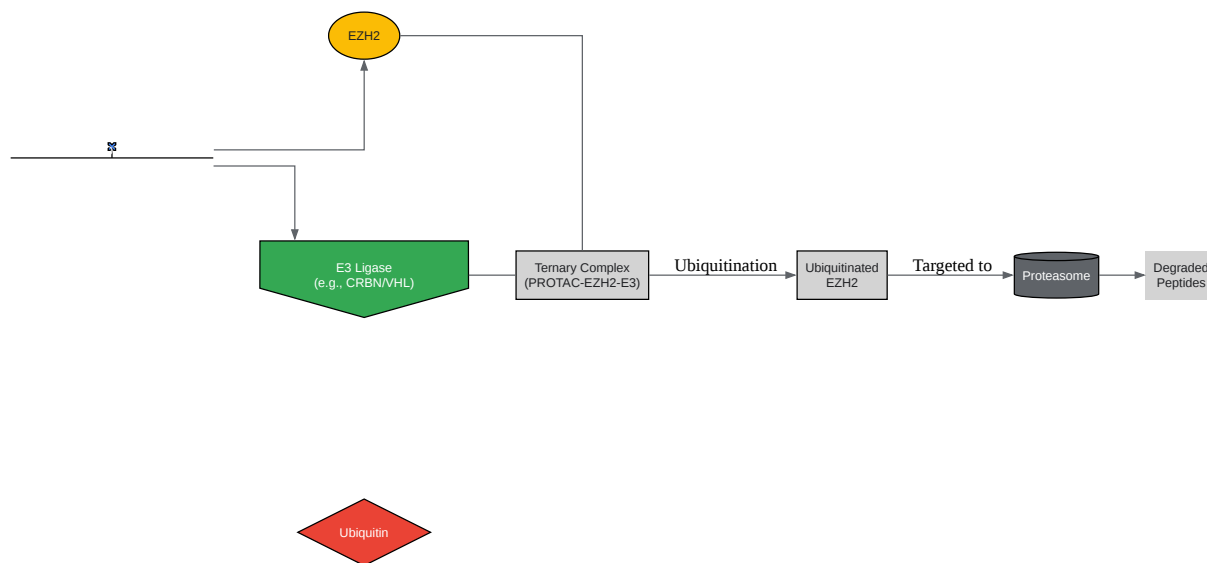 EZH2
E3 Ligase
(e.g., CRBN/VHL)
Ternary Complex
(PROTAC-EZH2-E3)
Ubiquitination
Ubiquitinated
EZH2
Targeted to
Proteasome
Degraded
Peptides
Ubiquitin